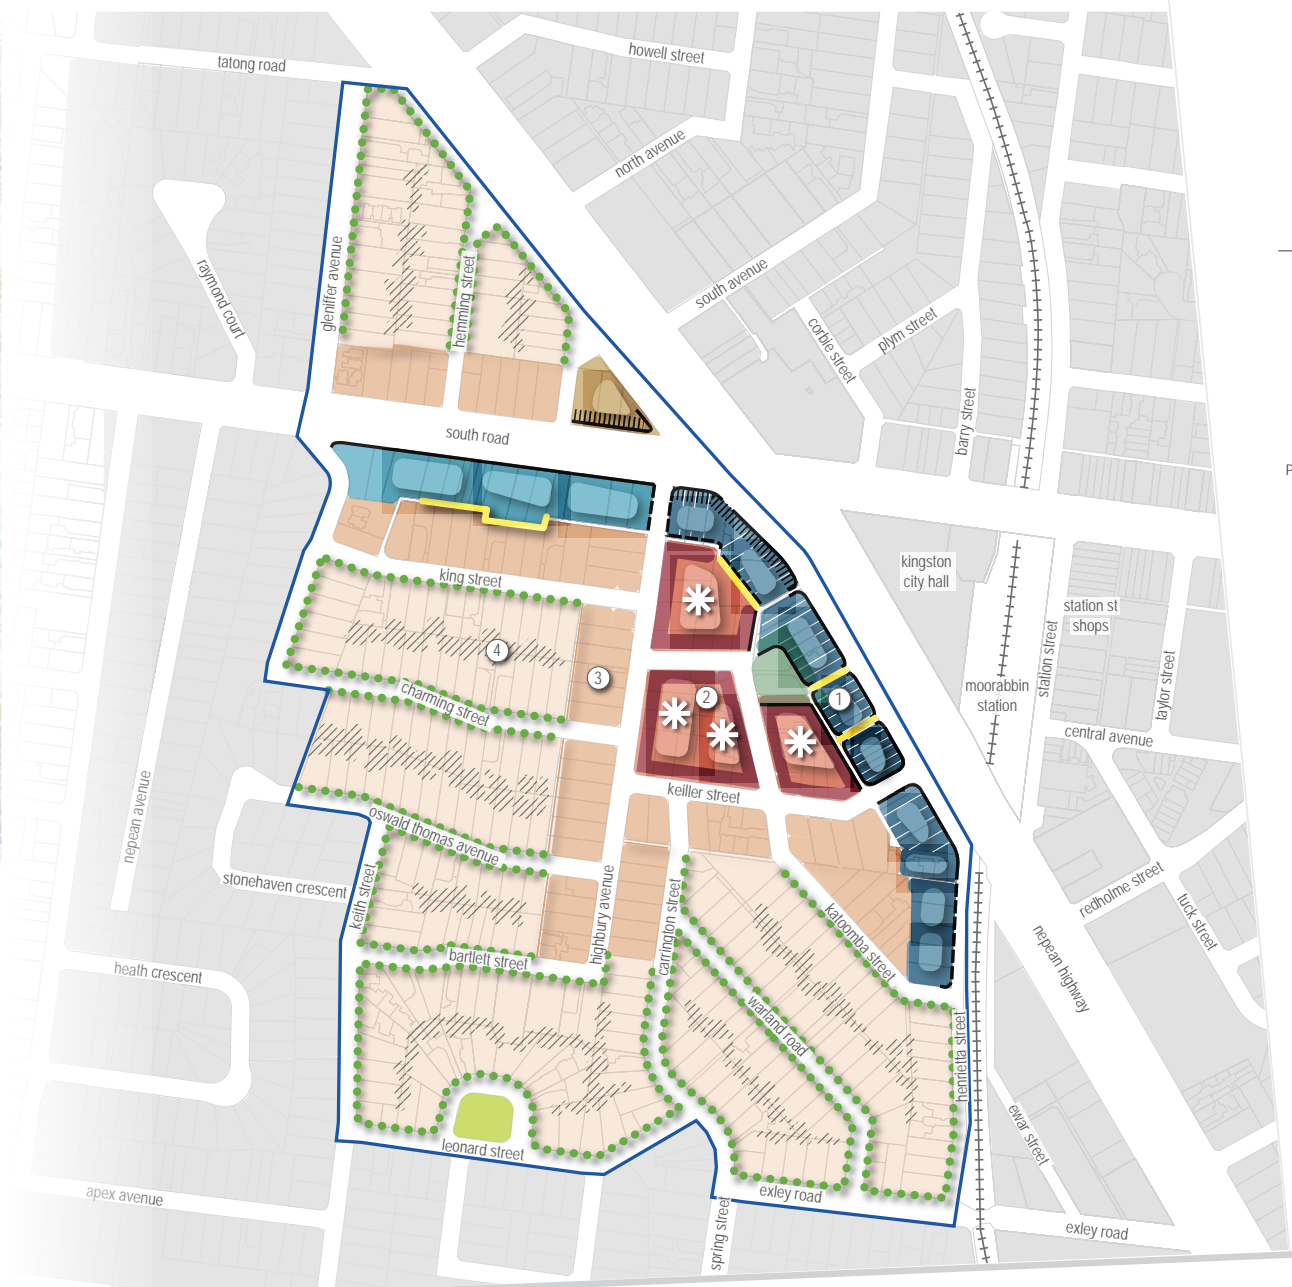 tatong road
howell street
north avenue
raymond court
gleniffer avenue
hemming street
south avenue
corbie street
plym street
barry street
south road
king street
kingston
city hall
station st
shops
station street
taylor street
moorabbin
station
central avenue
4
3
2
1
charming street
keiller street
nepean avenue
oswald thomas avenue
stonehaven crescent
keith street
highbury avenue
carrington street
katoomba street
redholme street
tuck street
nepean highway
bartlett street
heath crescent
warland road
henrietta street
ewar street
leonard street
apex avenue
exley road
spring street
exley road
P